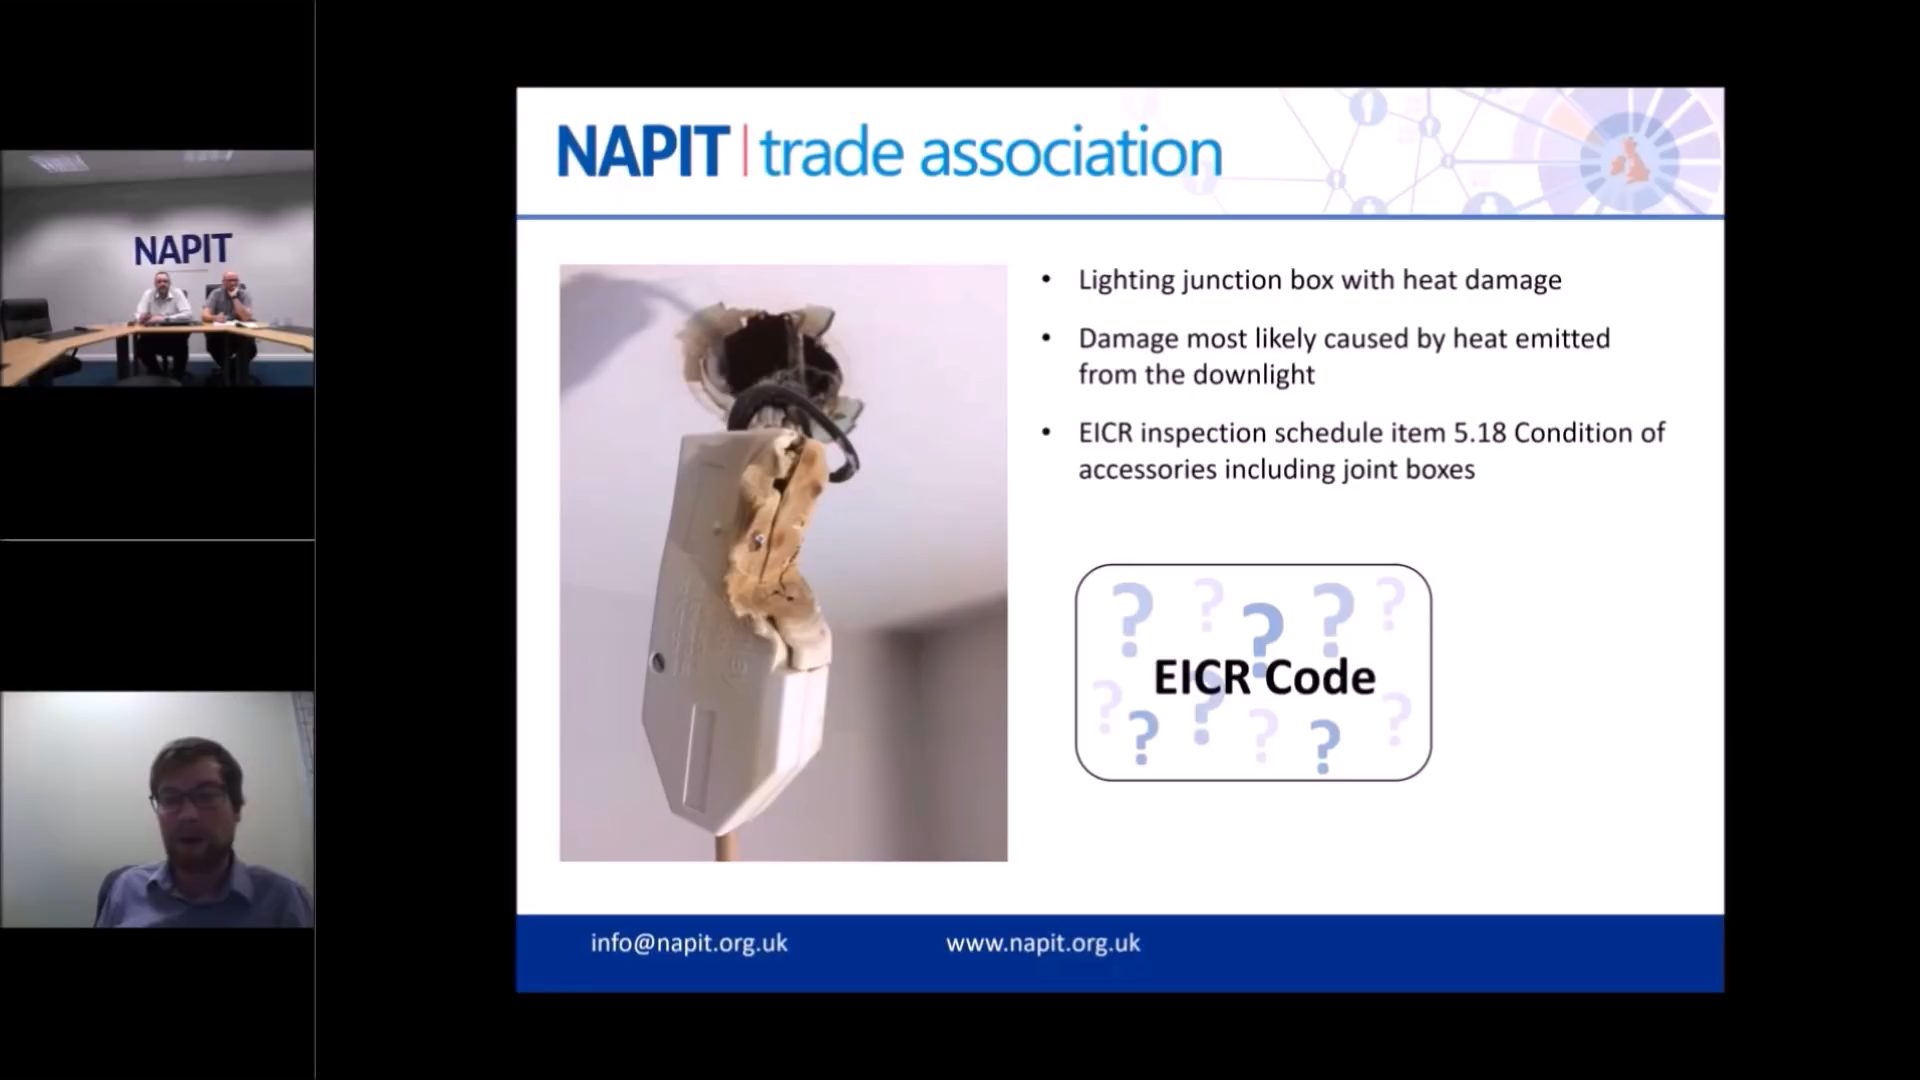 NAPIT
NAPIT | trade association
• Lighting junction box with heat damage
• Damage most likely caused by heat emitted
from the downlight
• EICR inspection schedule item 5.18 Condition of
accessories including joint boxes
? ? ? ? ?
EICR Code
? ? ? ? ? ?
info@napit.org.uk www.napit.org.uk